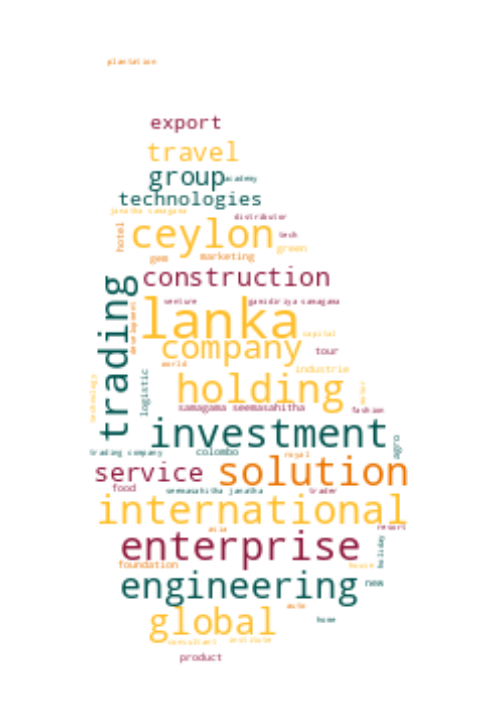 plantation
export
travel
group
academy
technologies
janatha samagama
distributor
hotel
ceylon
tech
green
gem
marketing
construction
trading
venture
gamidiriya samagama
development
lanka
capital
company
tour
world
industrie
technology
logistic
holding
samagama seemasahitha
fashion
investment
agro
trading company
colombo
royal
service
solution
food
seemasahitha janatha
trader
international
asia
resort
enterprise
holiday
foundation
house
engineering
new
auto
global
home
consultant
institute
product